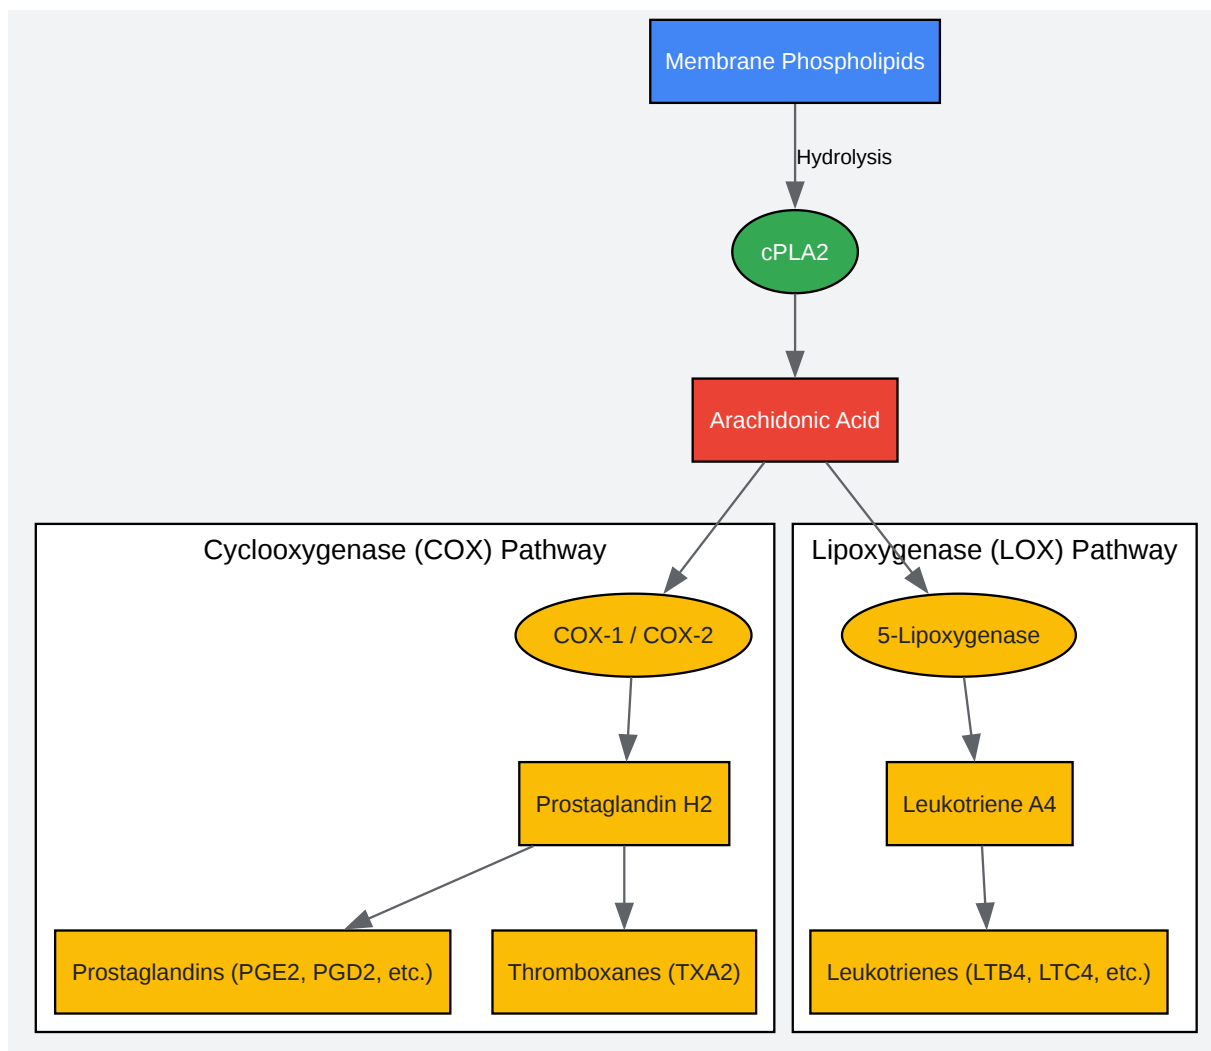 Membrane Phospholipids
Hydrolysis
cPLA2
Arachidonic Acid
Cyclooxygenase (COX) Pathway
Lipoxygenase (LOX) Pathway
COX-1 / COX-2
5-Lipoxygenase
Prostaglandin H2
Leukotriene A4
Prostaglandins (PGE2, PGD2, etc.)
Thromboxanes (TXA2)
Leukotrienes (LTB4, LTC4, etc.)